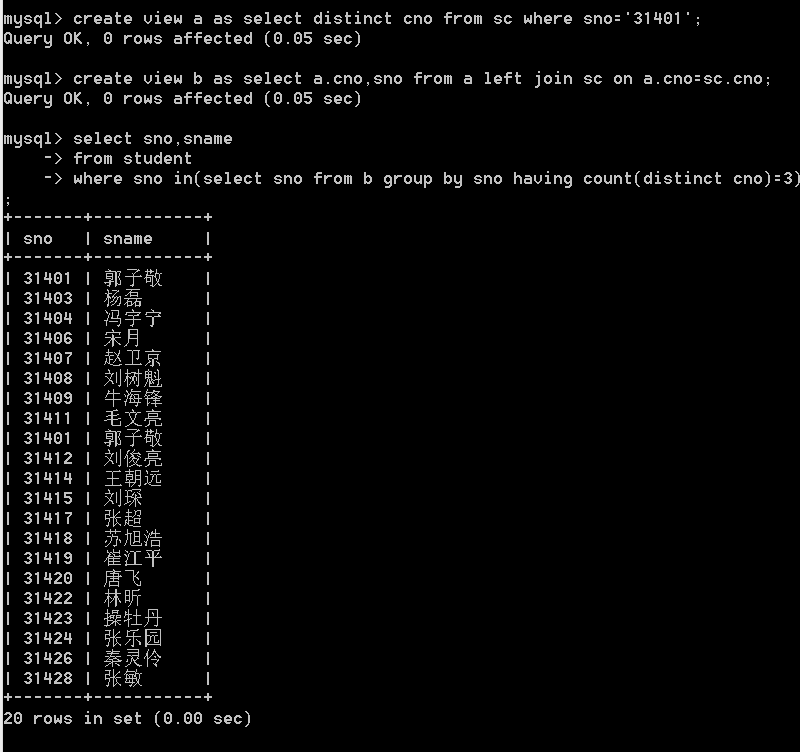 mysql> create view a as select distinct cno from sc where sno='31401';
Query OK, 0 rows affected (0.05 sec)
mysql> create view b as select a.cno,sno from a left join sc on a.cno=sc.cno;
Query OK, 0 rows affected (0.05 sec)
mysql> select sno,sname
    -> from student
    -> where sno in(select sno from b group by sno having count(distinct cno)=3)
;
+-------+-----------+
| sno   | sname     |
+-------+-----------+
| 31401 | 郭子敬    |
| 31403 | 杨磊      |
| 31404 | 冯宇宁    |
| 31406 | 宋月      |
| 31407 | 赵卫京    |
| 31408 | 刘树魁    |
| 31409 | 牛海锋    |
| 31411 | 毛文亮    |
| 31401 | 郭子敬    |
| 31412 | 刘俊亮    |
| 31414 | 王朝远    |
| 31415 | 刘琛      |
| 31417 | 张超      |
| 31418 | 苏旭浩    |
| 31419 | 崔江平    |
| 31420 | 唐飞      |
| 31422 | 林昕      |
| 31423 | 操牡丹    |
| 31424 | 张乐园    |
| 31426 | 秦灵伶    |
| 31428 | 张敏      |
+-------+-----------+
20 rows in set (0.00 sec)